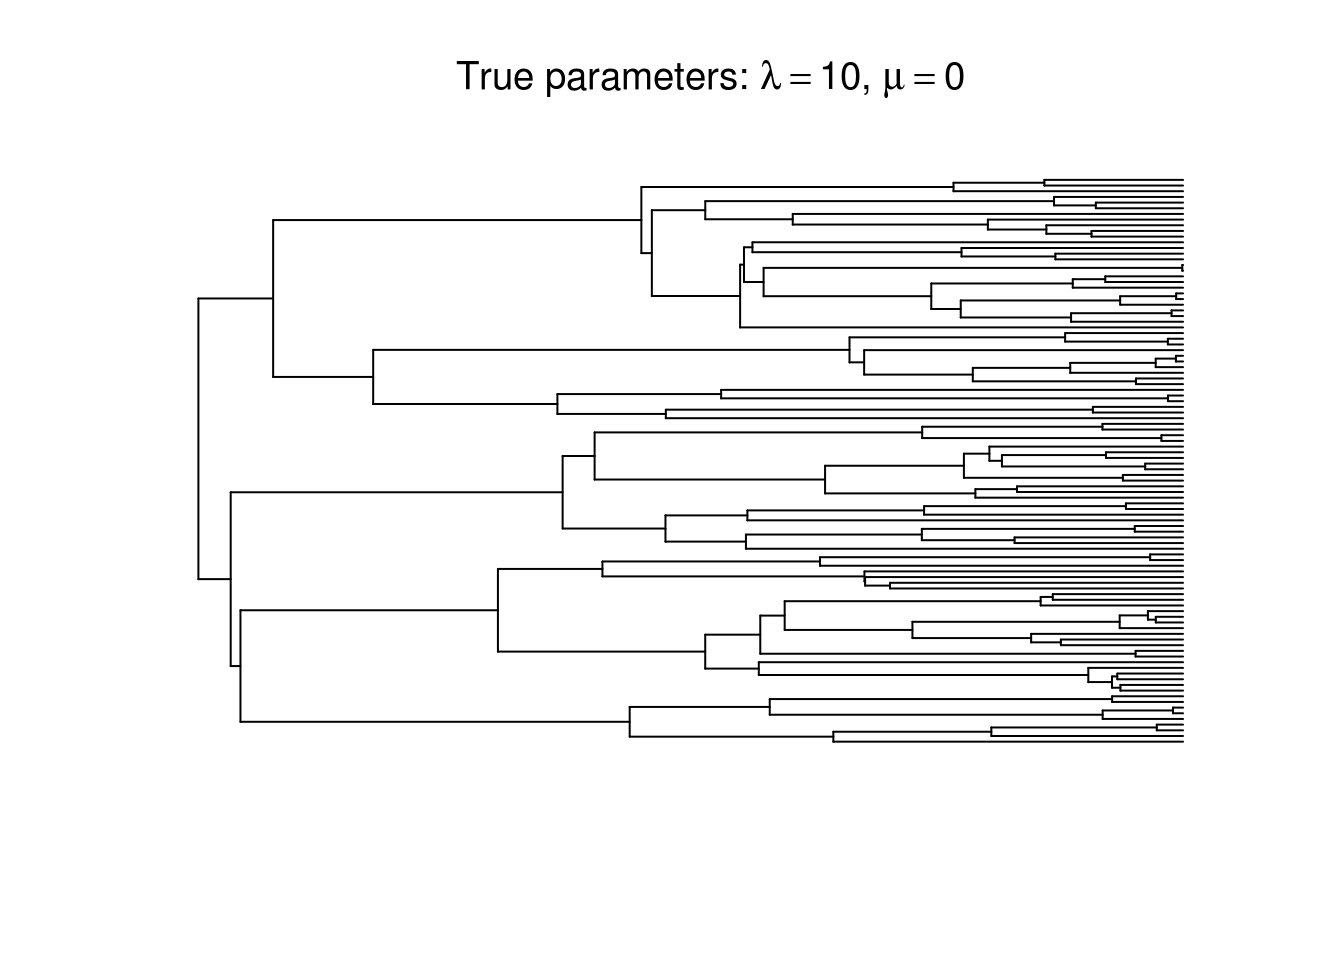 True parameters: λ = 10, μ = 0